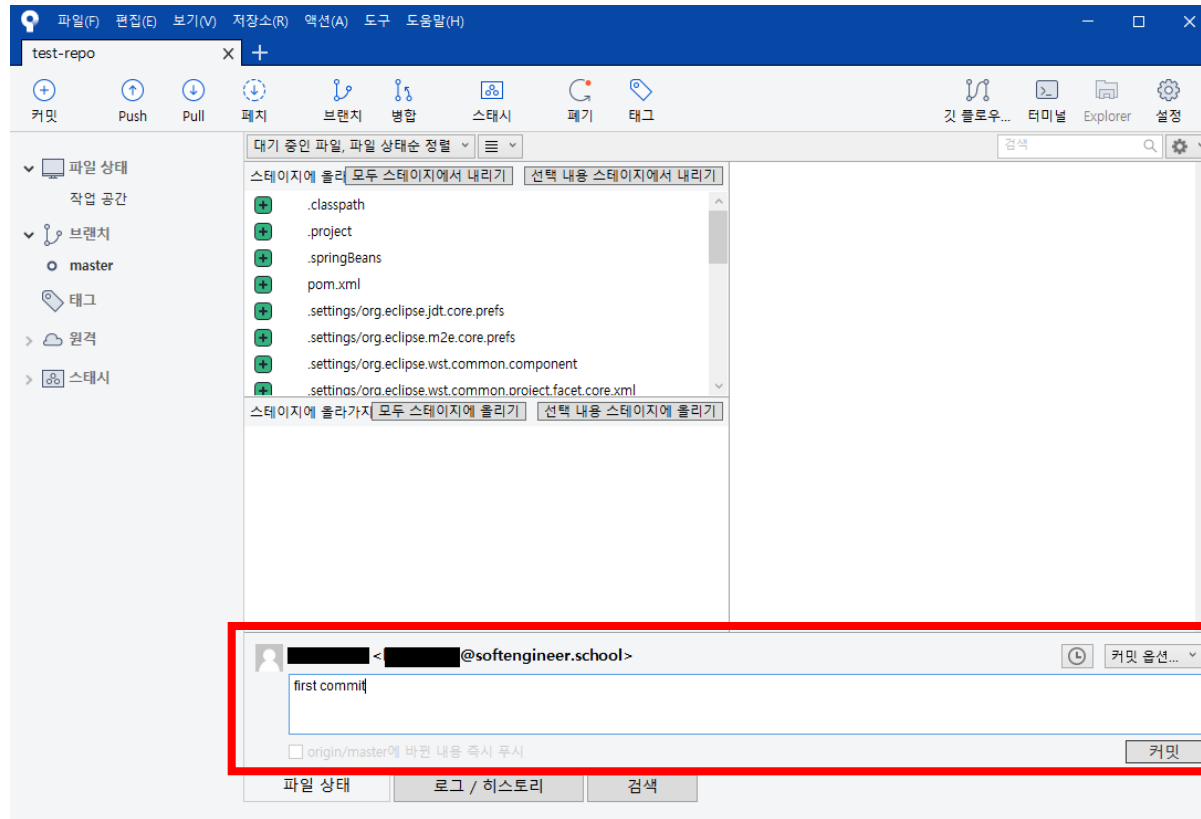 파일(F) 편집(E) 보기(V) 저장소(R) 액션(A) 도구 도움말(H)
test-repo
커밋 Push Pull 패치 브랜치 병합 스태시 폐기 태그 깃 플로우... 터미널 Explorer 설정
대기 중인 파일, 파일 상태순 정렬 검색
파일 상태
작업 공간
브랜치
master
태그
원격
스태시
스테이지에 올라 모두 스테이지에서 내리기 선택 내용 스테이지에서 내리기
.classpath
.project
.springBeans
pom.xml
.settings/org.eclipse.jdt.core.prefs
.settings/org.eclipse.m2e.core.prefs
.settings/org.eclipse.wst.common.component
.settings/org.eclipse.wst.common.project.facet.core.xml
스테이지에 올라가지 모두 스테이지에 올리기 선택 내용 스테이지에 올리기
< @softengineer.school>
커밋 옵션...
first commit
origin/master에 바뀐 내용 즉시 푸시
커밋
파일 상태 로그 / 히스토리 검색